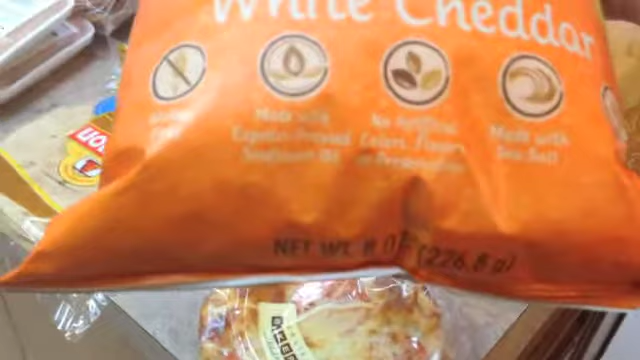 White Cheddar
Made with
Expeller-Pressed
Sunflower Oil
No Artificial
Colors, Flavors
or Preservatives
Made with
Sea Salt
NET WT. 8 OZ (226.8 g)